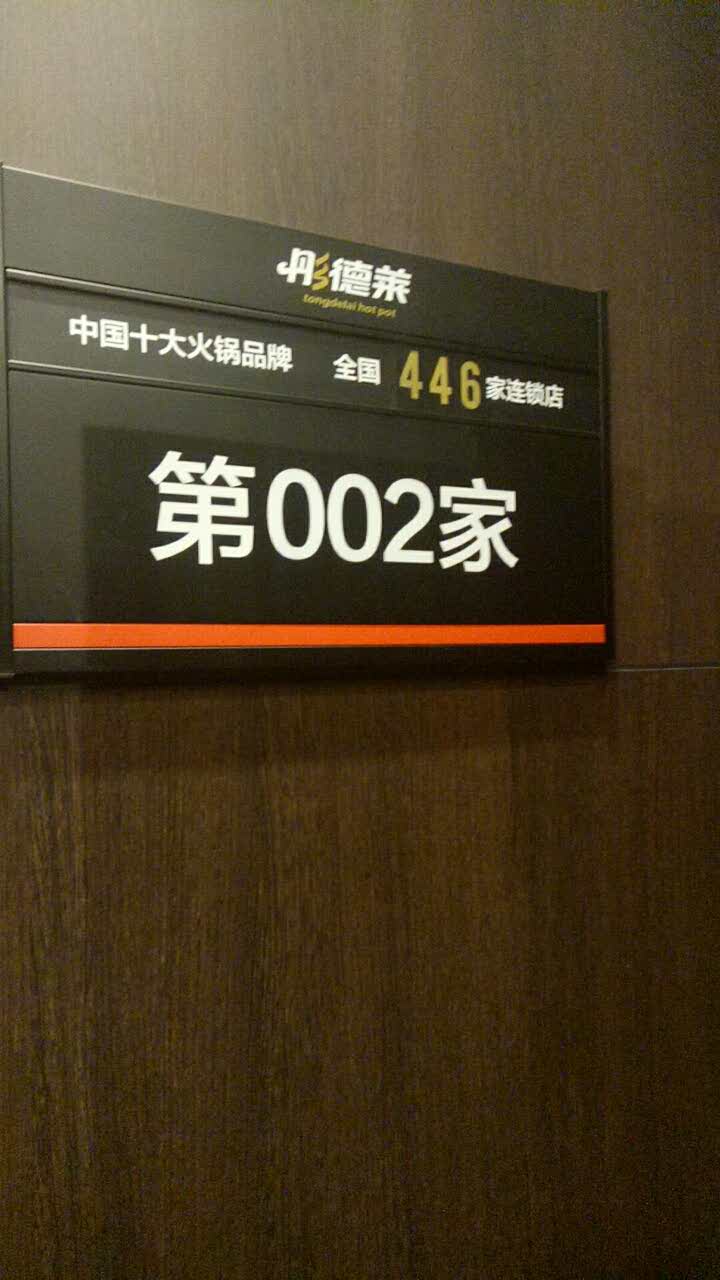 彤德莱
tongdelai hot pot
中国十大火锅品牌 全国 446 家连锁店
第002家